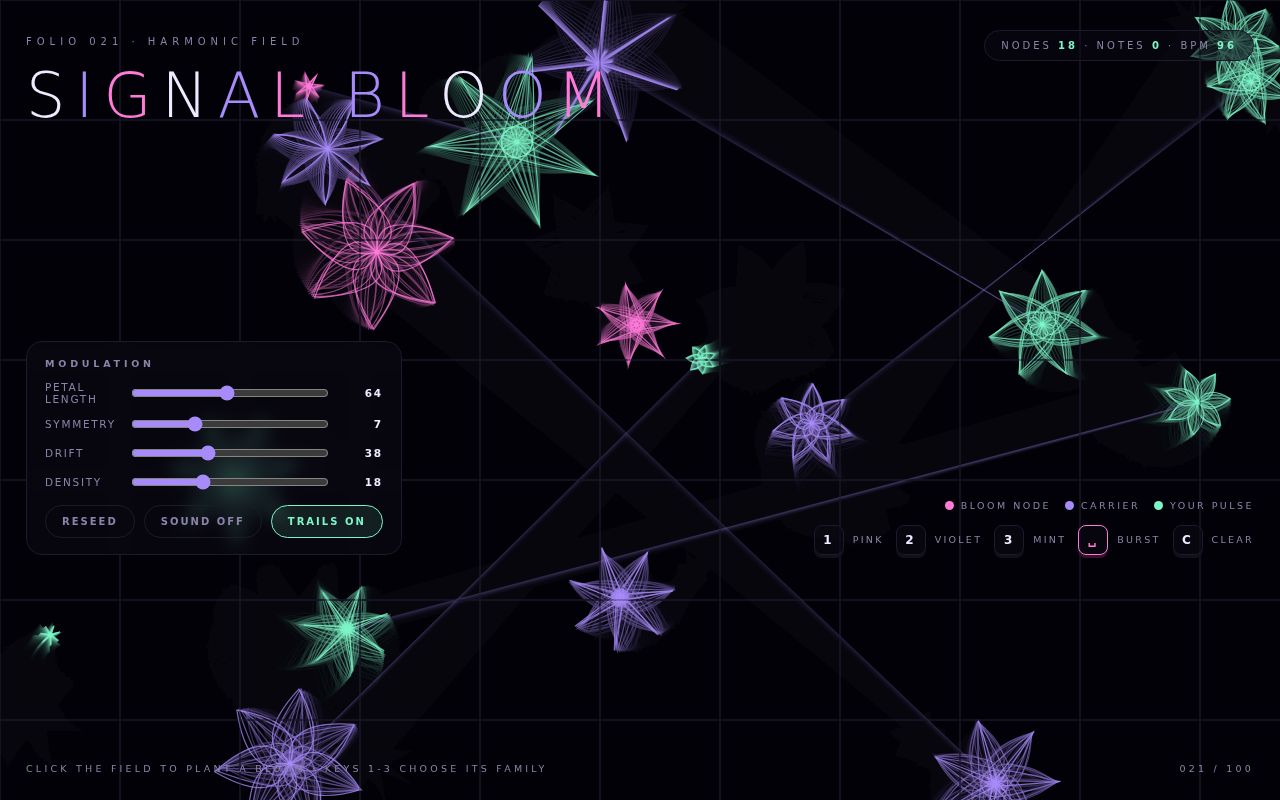 FOLIO 021 · HARMONIC FIELD
NODES 18 · NOTES 0 · BPM 96
SIGNAL BLOOM
MODULATION
PETAL LENGTH 64
SYMMETRY 7
DRIFT 38
DENSITY 18
RESEED SOUND OFF TRAILS ON
BLOOM NODE CARRIER YOUR PULSE
1 PINK 2 VIOLET 3 MINT ␣ BURST C CLEAR
CLICK THE FIELD TO PLANT A KEYS 1-3 CHOOSE ITS FAMILY
021 / 100